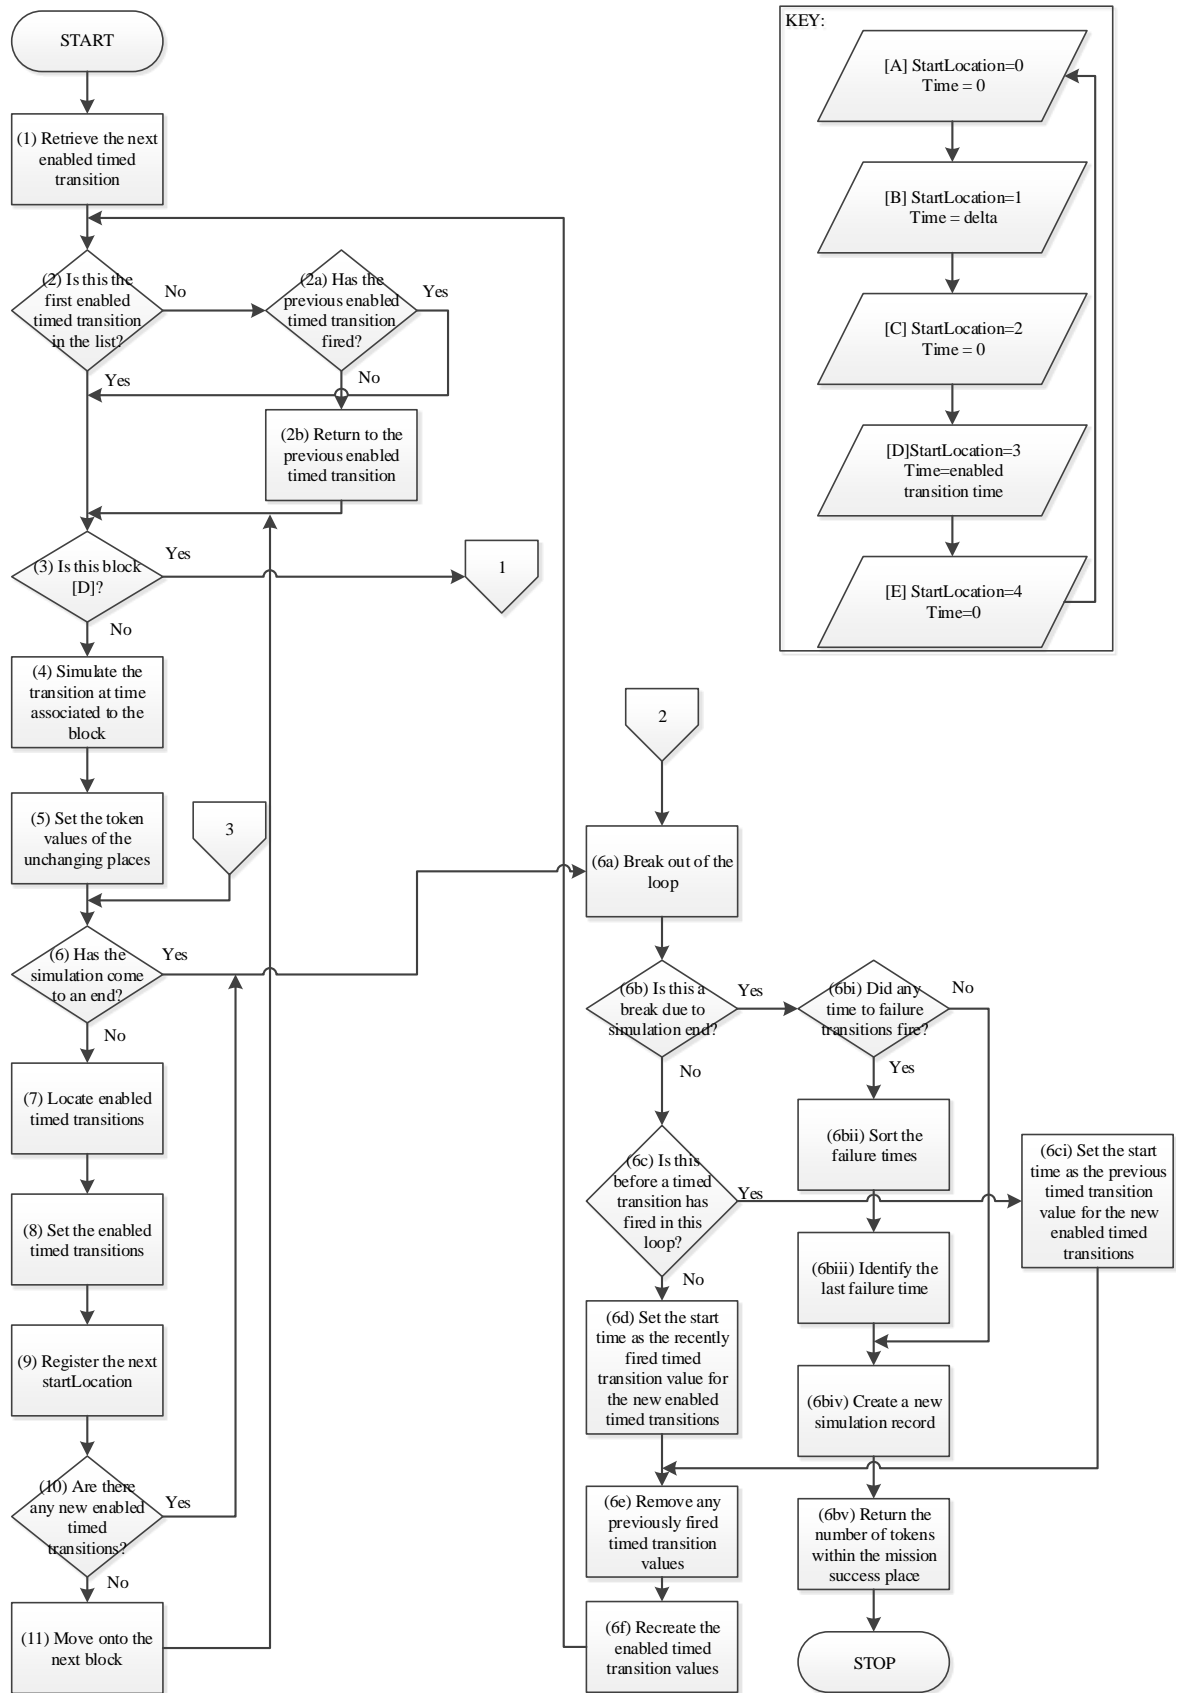 START
(1) Retrieve the next
enabled timed
transition
(2) Is this the
first enabled
timed transition
in the list?
No
Yes
(2a) Has the
previous enabled
timed transition
fired?
Yes
No
(2b) Return to the
previous enabled
timed transition
(3) Is this block
[D]?
Yes
No
1
(4) Simulate the
transition at time
associated to the
block
(5) Set the token
values of the
unchanging places
3
(6) Has the
simulation come
to an end?
Yes
No
(7) Locate enabled
timed transitions
(8) Set the enabled
timed transitions
(9) Register the next
startLocation
(10) Are there
any new enabled
timed
transitions?
Yes
No
(11) Move onto the
next block
KEY:
[A] StartLocation=0
Time = 0
[B] StartLocation=1
Time = delta
[C] StartLocation=2
Time = 0
[D]StartLocation=3
Time=enabled
transition time
[E] StartLocation=4
Time=0
2
(6a) Break out of the
loop
(6b) Is this a
break due to
simulation end?
Yes
No
(6bi) Did any
time to failure
transitions fire?
No
Yes
(6bii) Sort the
failure times
(6biii) Identify the
last failure time
(6biv) Create a new
simulation record
(6bv) Return the
number of tokens
within the mission
success place
STOP
(6c) Is this
before a timed
transition has
fired in this
loop?
Yes
No
(6ci) Set the start
time as the previous
timed transition
value for the new
enabled timed
transitions
(6d) Set the start
time as the recently
fired timed
transition value for
the new enabled
timed transitions
(6e) Remove any
previously fired
timed transition
values
(6f) Recreate the
enabled timed
transition values